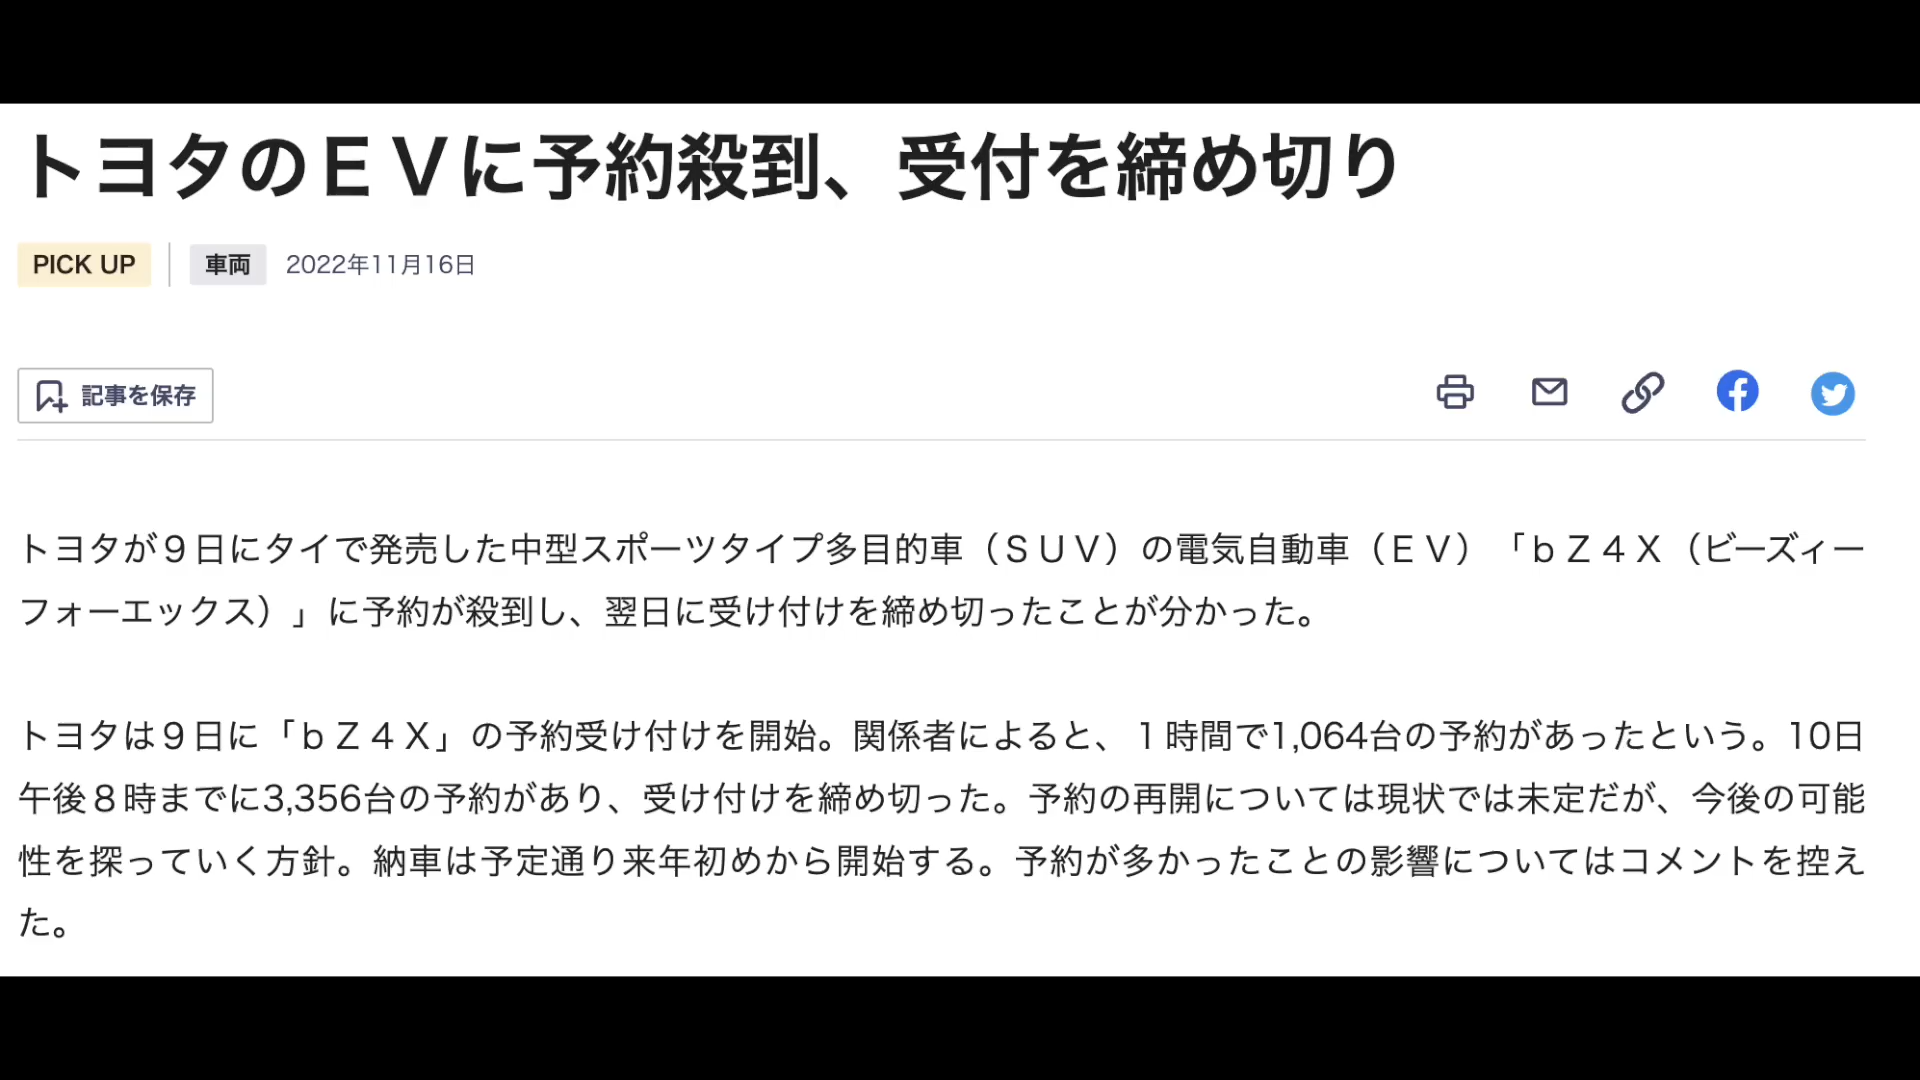 トヨタのＥＶに予約殺到、受付を締め切り
PICK UP 車両 2022年11月16日
記事を保存
トヨタが９日にタイで発売した中型スポーツタイプ多目的車（ＳＵＶ）の電気自動車（ＥＶ）「ｂＺ４Ｘ（ビーズィー
フォーエックス）」に予約が殺到し、翌日に受け付けを締め切ったことが分かった。
トヨタは９日に「ｂＺ４Ｘ」の予約受け付けを開始。関係者によると、１時間で1,064台の予約があったという。10日
午後８時までに3,356台の予約があり、受け付けを締め切った。予約の再開については現状では未定だが、今後の可能
性を探っていく方針。納車は予定通り来年初めから開始する。予約が多かったことの影響についてはコメントを控え
た。